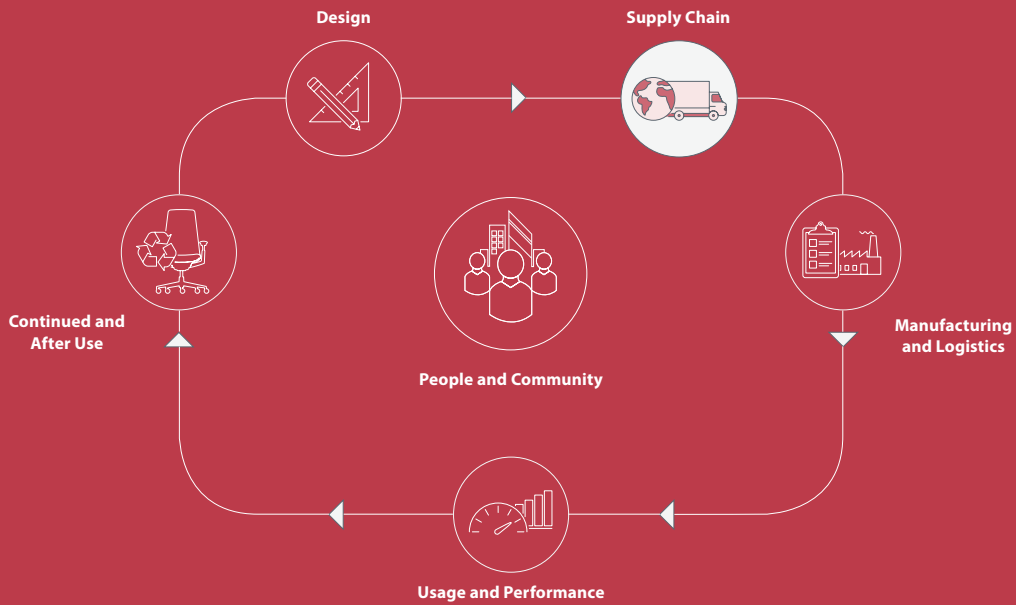 Design
Supply Chain
Continued and
After Use
Manufacturing
and Logistics
People and Community
Usage and Performance